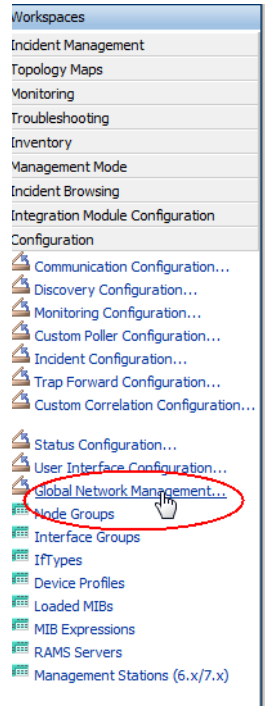 Workspaces
Incident Management
Topology Maps
Monitoring
Troubleshooting
Inventory
Management Mode
Incident Browsing
Integration Module Configuration
Configuration
Communication Configuration...
Discovery Configuration...
Monitoring Configuration...
Custom Poller Configuration...
Incident Configuration...
Trap Forward Configuration...
Custom Correlation Configuration...
Status Configuration...
User Interface Configuration...
Global Network Management...
Node Groups
Interface Groups
IfTypes
Device Profiles
Loaded MIBs
MIB Expressions
RAMS Servers
Management Stations (6.x/7.x)